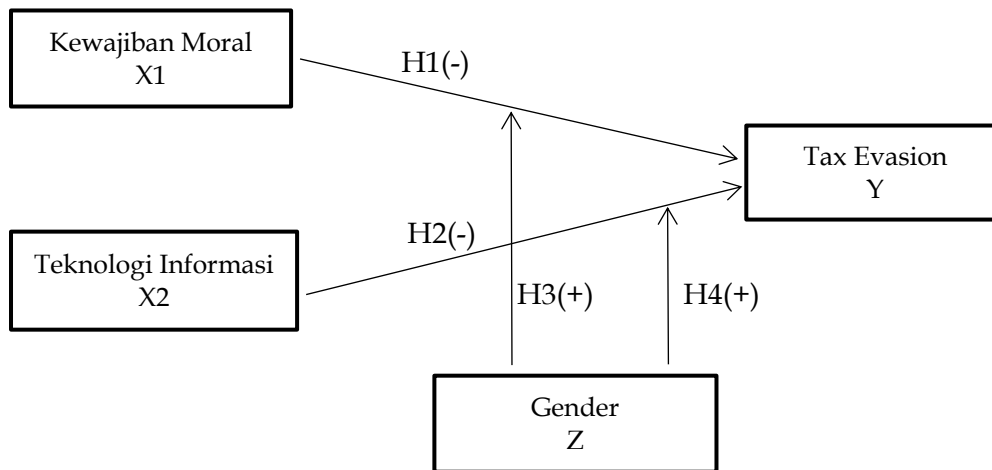 Kewajiban Moral
X1
H1(-)
Tax Evasion
Y
H2(-)
Teknologi Informasi
X2
H3(+)
H4(+)
Gender
Z